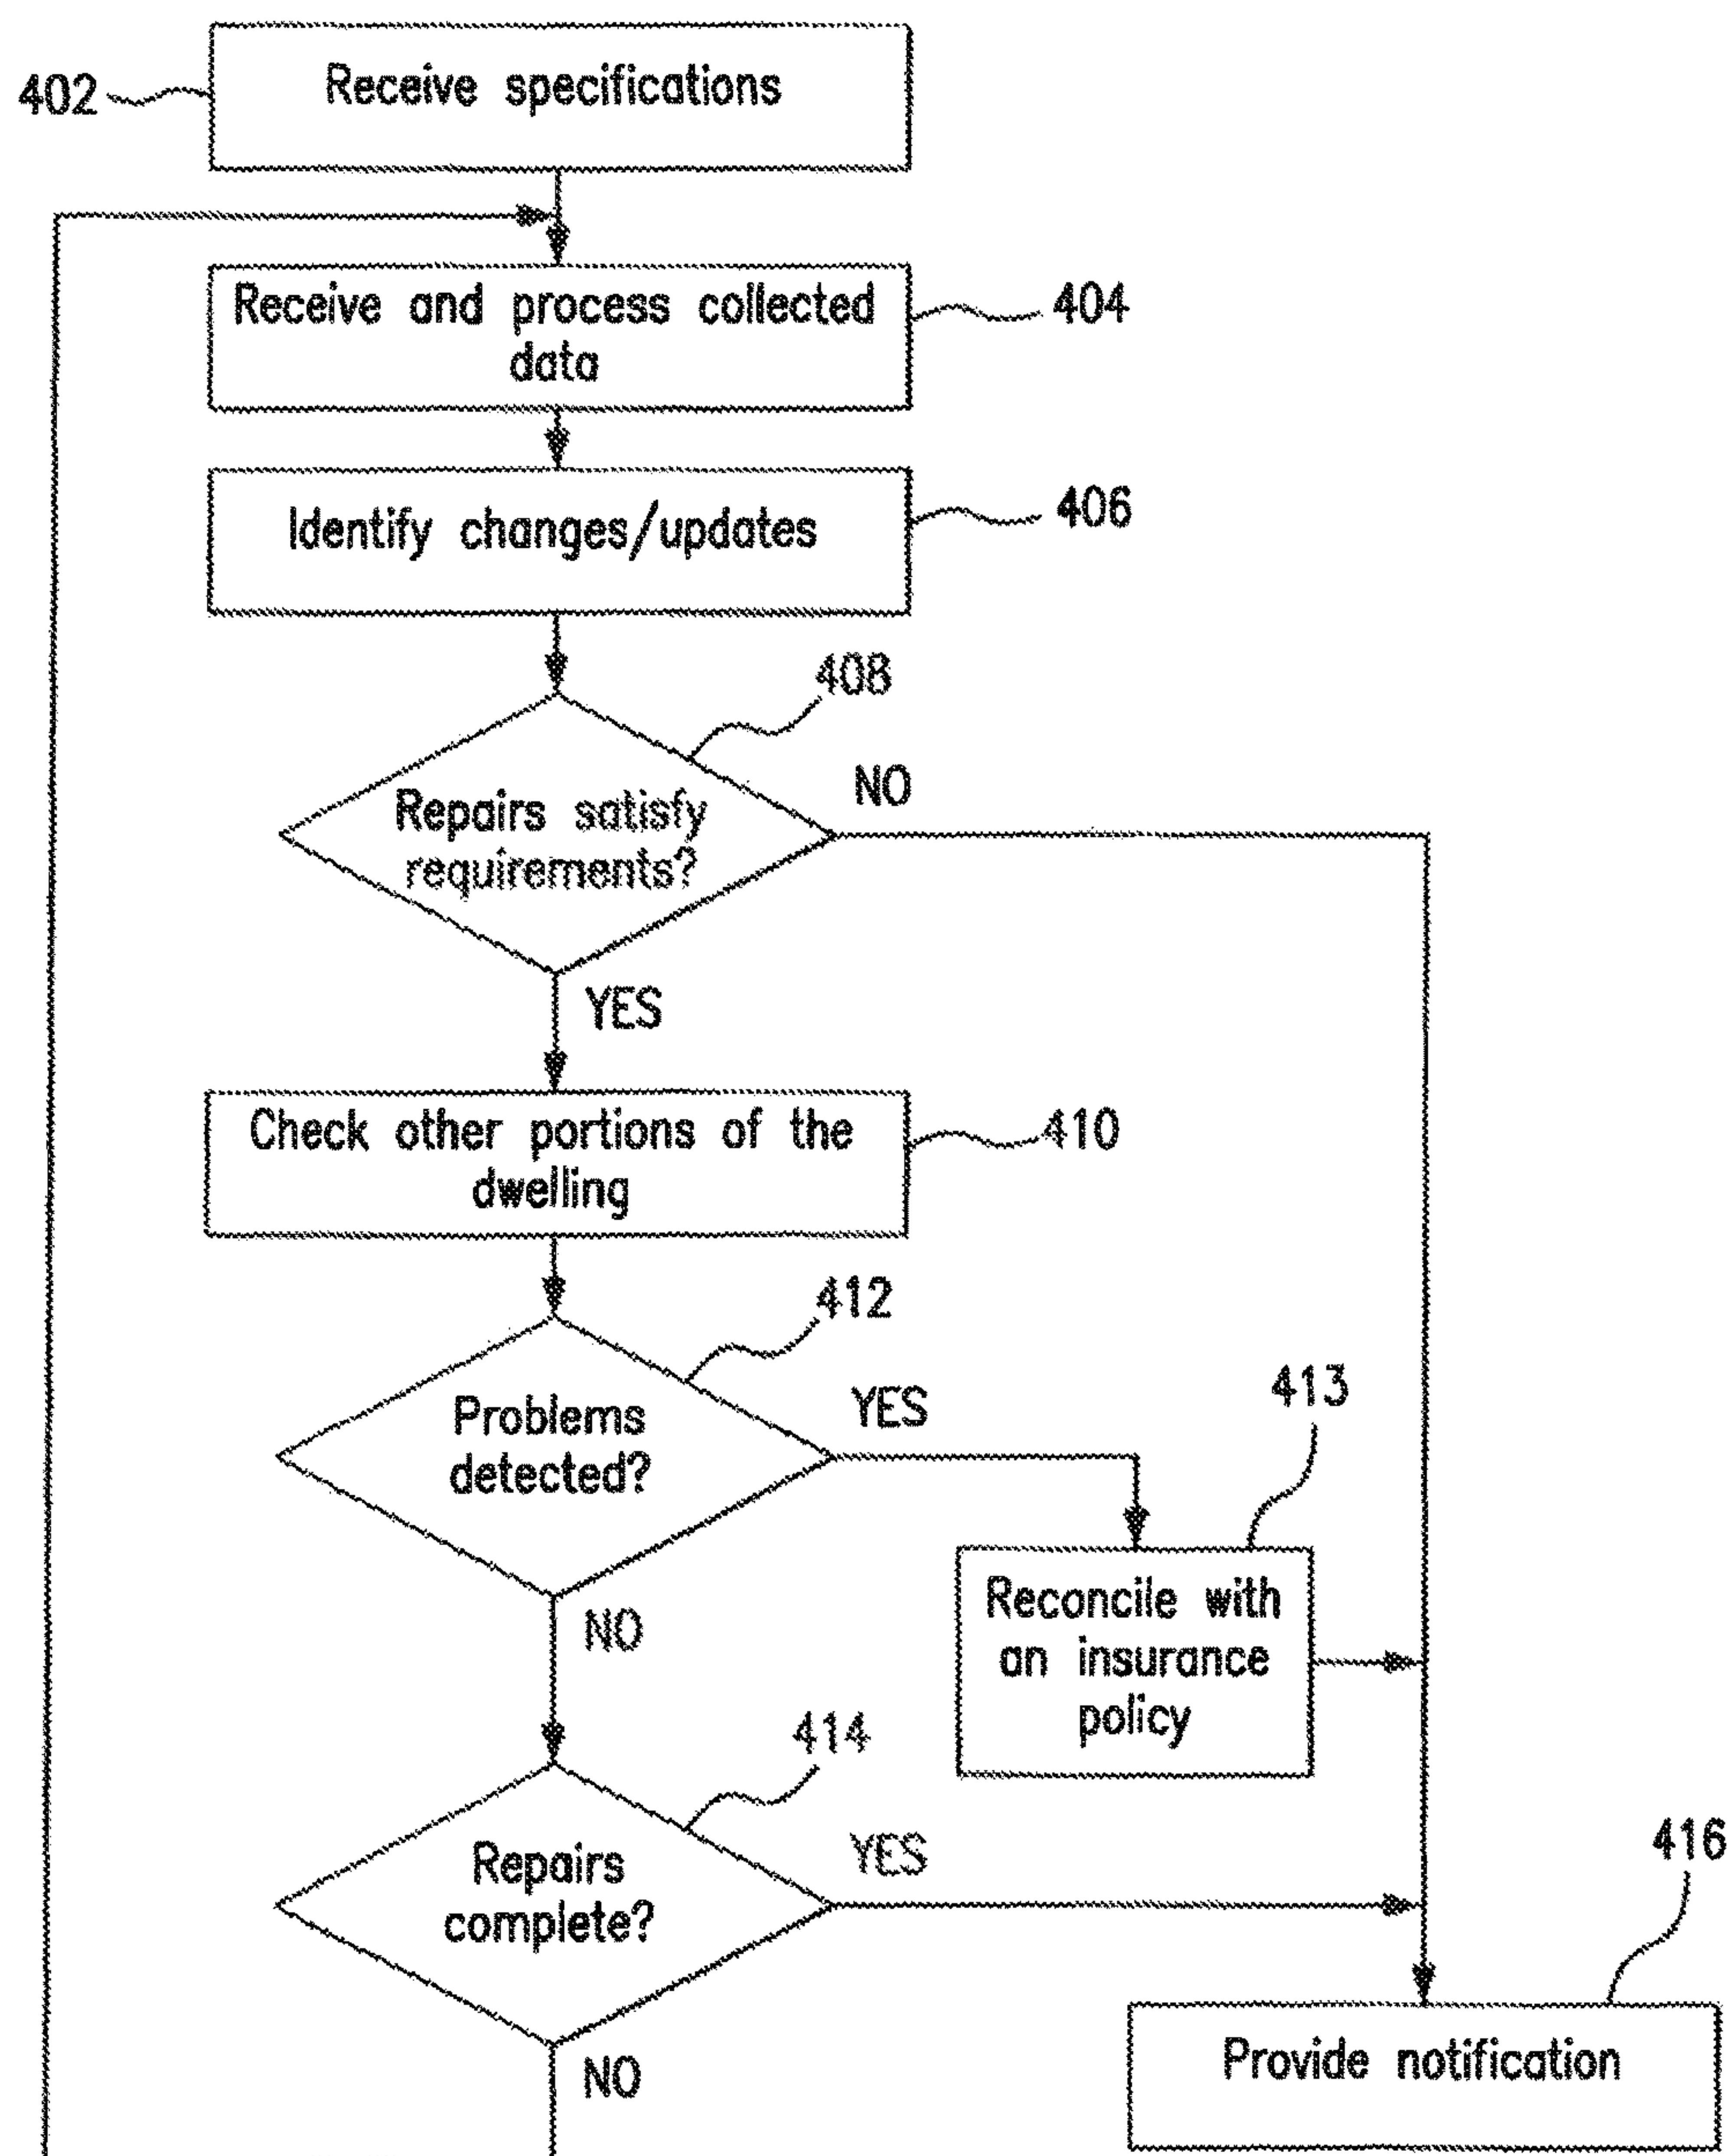 402
Receive specifications
Receive and process collected
data
404
Identify changes/updates
406
408
Repairs satisfy
requirements?
NO
YES
Check other portions of the
dwelling
410
412
Problems
detected?
YES
413
NO
Reconcile with
an insurance
policy
414
Repairs
complete?
YES
416
NO
Provide notification